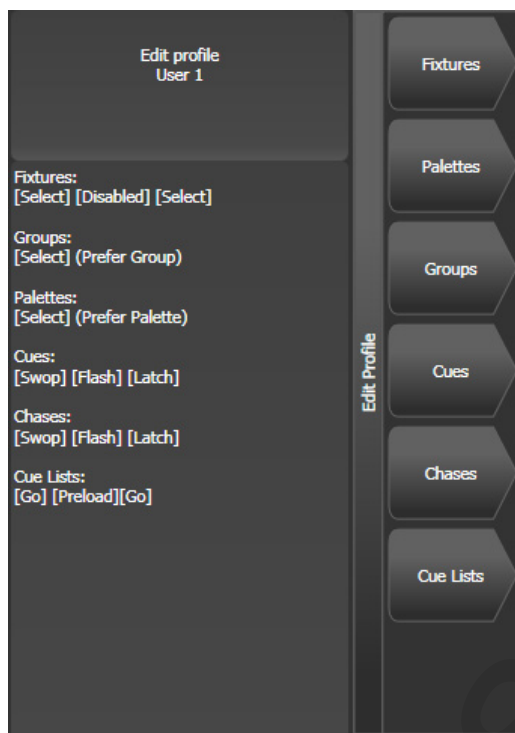 Edit profile
User 1
Fixtures:
[Select] [Disabled] [Select]
Groups:
[Select] (Prefer Group)
Palettes:
[Select] (Prefer Palette)
Cues:
[Swop] [Flash] [Latch]
Chases:
[Swop] [Flash] [Latch]
Cue Lists:
[Go] [Preload][Go]
Edit Profile
Fixtures
Palettes
Groups
Cues
Chases
Cue Lists